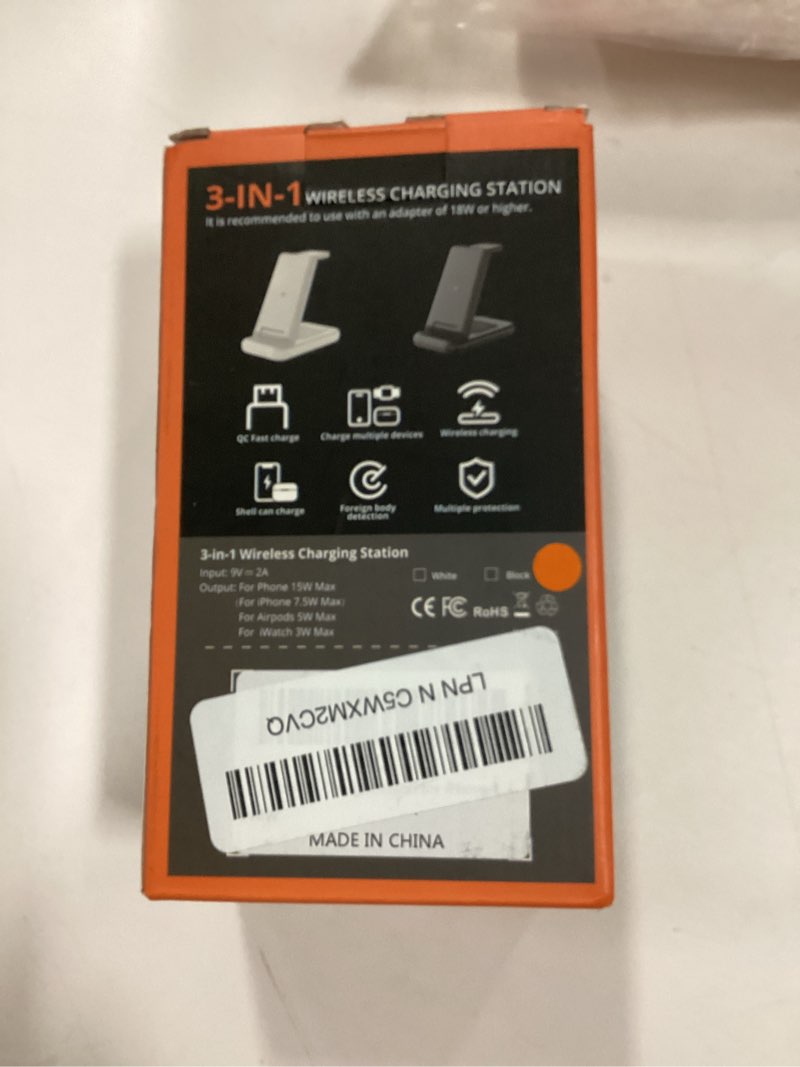 3-IN-1 WIRELESS CHARGING STATION
It is recommended to use with an adapter of 18W or higher.
QC Fast charge
Charge multiple devices
Wireless charging
Shell can charge
Foreign body
detection
Multiple protection
3-in-1 Wireless Charging Station
Input: 9V⎓2A
Output: For Phone 15W Max
(For iPhone 7.5W Max)
For Airpods 5W Max
For iWatch 3W Max
White
Black
CE FC RoHS
LPN N C5WXM2CVQ
MADE IN CHINA